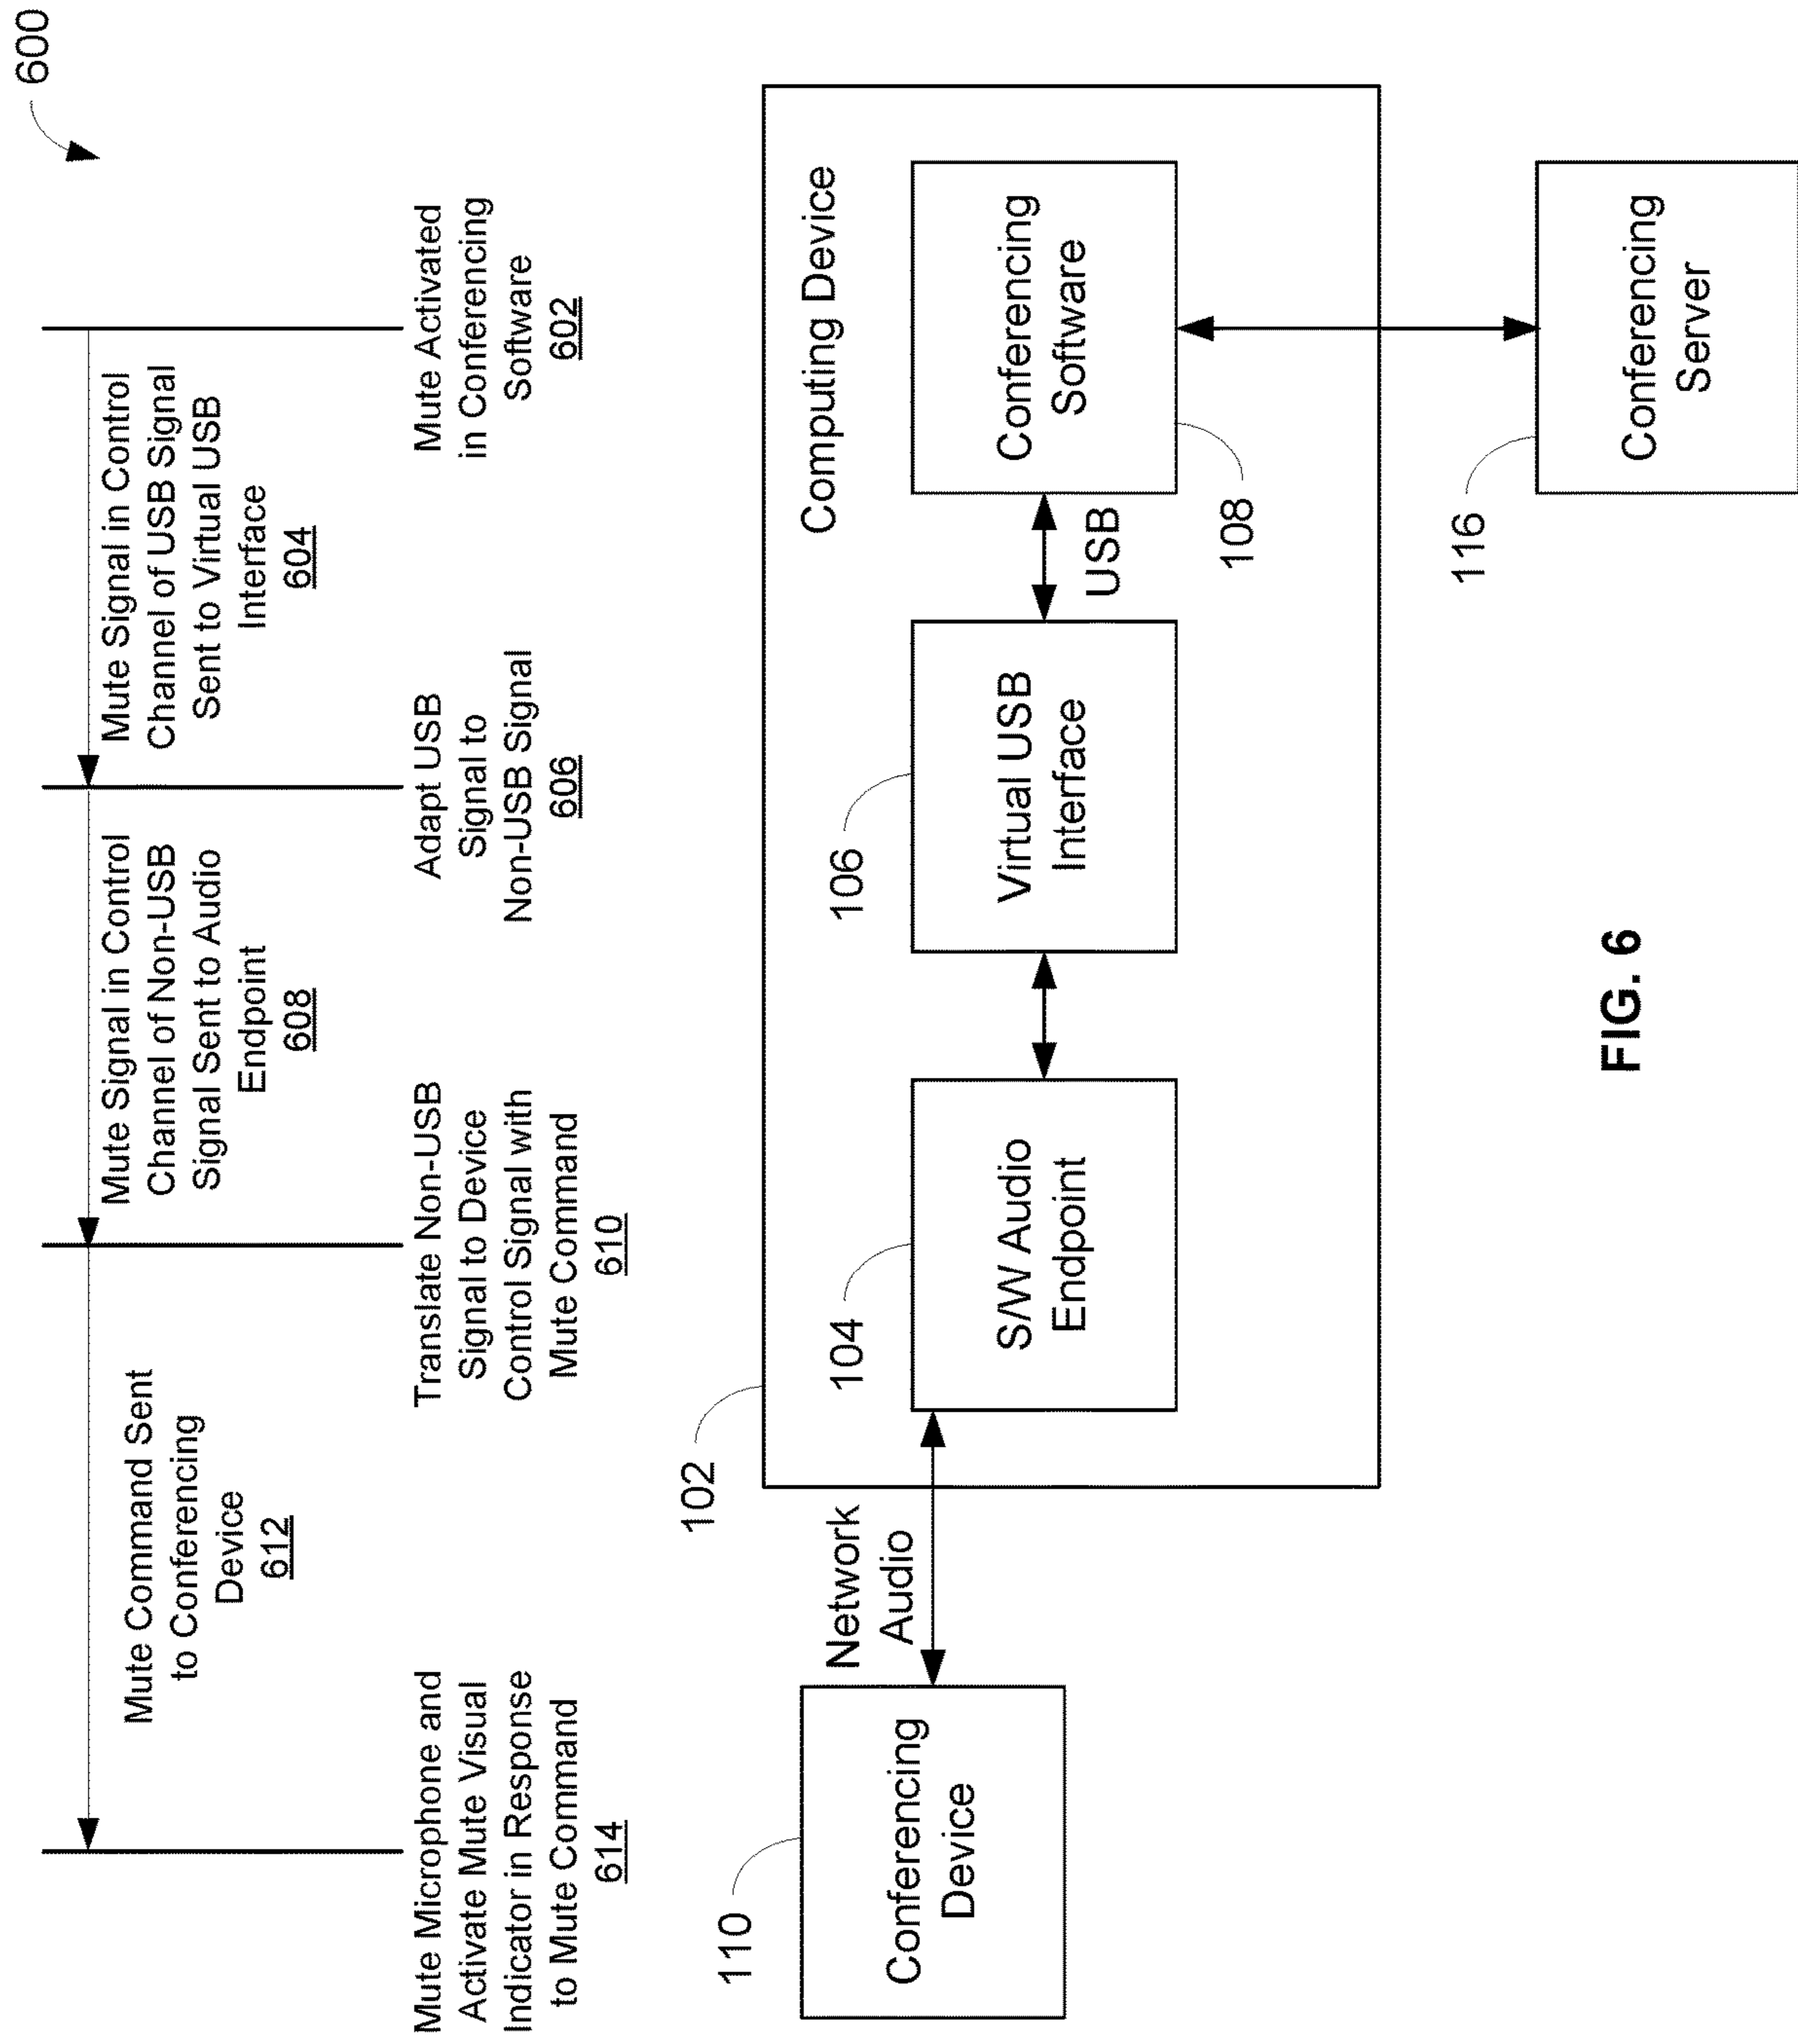 600
Mute Microphone and
Activate Mute Visual
Indicator in Response
to Mute Command
614
Mute Command Sent
to Conferencing
Device
612
Translate Non-USB
Signal to Device
Control Signal with
Mute Command
610
Mute Signal in Control
Channel of Non-USB
Signal Sent to Audio
Endpoint
608
Adapt USB
Signal to
Non-USB Signal
606
Mute Signal in Control
Channel of USB Signal
Sent to Virtual USB
Interface
604
Mute Activated
in Conferencing
Software
602
110
Conferencing
Device
Network
Audio
102
Computing Device
104
S/W Audio
Endpoint
106
Virtual USB
Interface
USB
Conferencing
Software
108
116
Conferencing
Server
FIG. 6